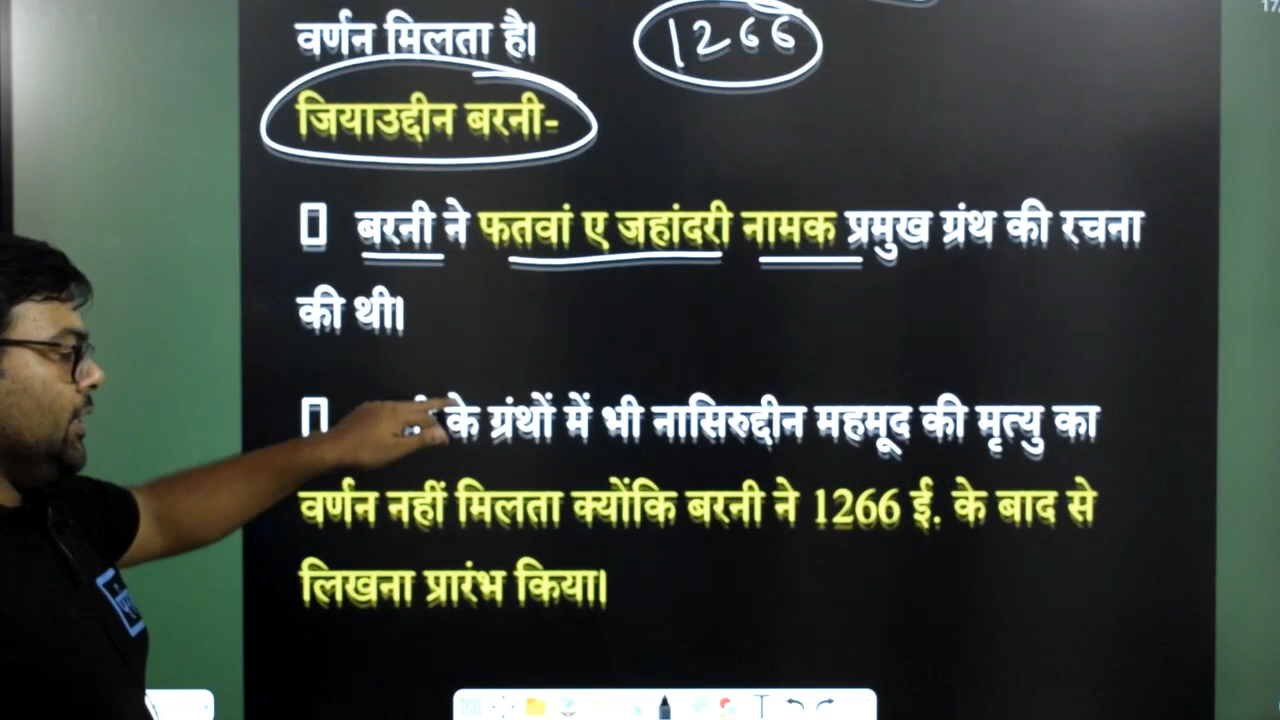 वर्णन मिलता है।
1266
जियाउद्दीन बरनी-
बरनी ने फतवां ए जहांदरी नामक प्रमुख ग्रंथ की रचना
की थी।
के ग्रंथों में भी नासिरुद्दीन महमूद की मृत्यु का
वर्णन नहीं मिलता क्योंकि बरनी ने 1266 ई. के बाद से
लिखना प्रारंभ किया।
17